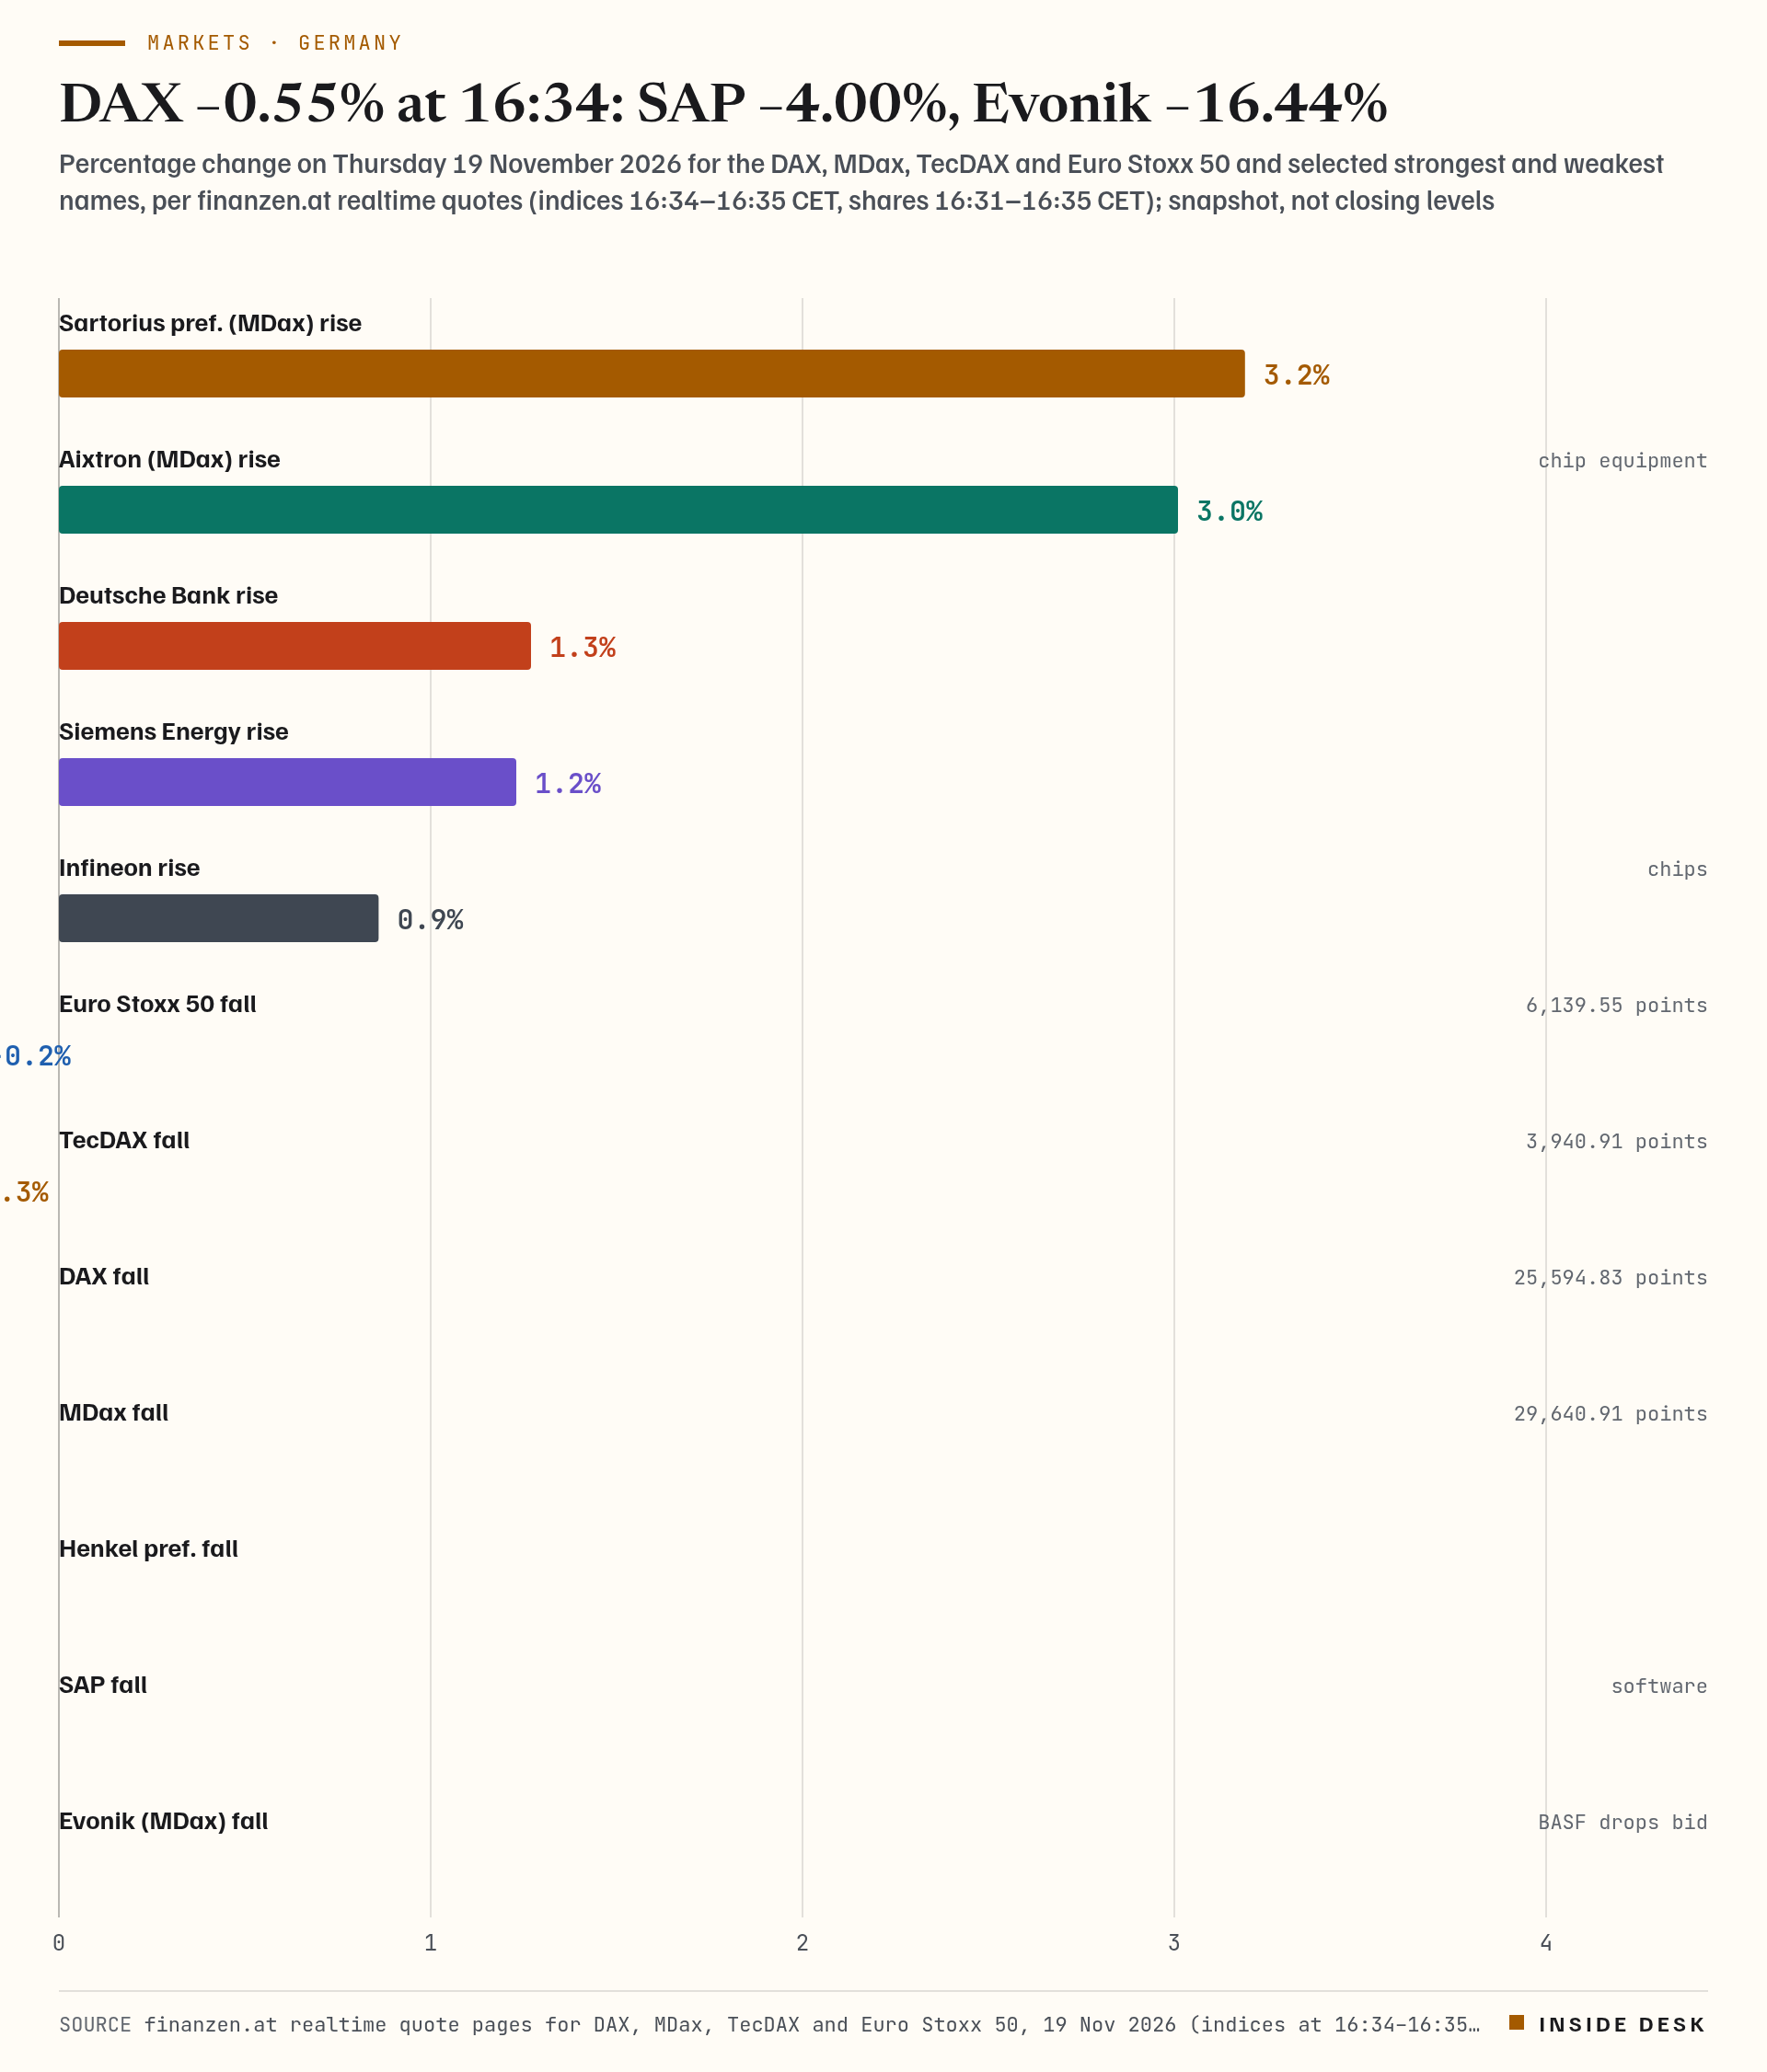 MARKETS · GERMANY
DAX −0.55% at 16:34: SAP −4.00%, Evonik −16.44%
Percentage change on Thursday 19 November 2026 for the DAX, MDax, TecDAX and Euro Stoxx 50 and selected strongest and weakest
names, per finanzen.at realtime quotes (indices 16:34–16:35 CET, shares 16:31–16:35 CET); snapshot, not closing levels
Sartorius pref. (MDax) rise
3.2%
Aixtron (MDax) rise
chip equipment
3.0%
Deutsche Bank rise
1.3%
Siemens Energy rise
1.2%
Infineon rise
chips
0.9%
Euro Stoxx 50 fall
6,139.55 points
0.2%
TecDAX fall
3,940.91 points
.3%
DAX fall
25,594.83 points
MDax fall
29,640.91 points
Henkel pref. fall
SAP fall
software
Evonik (MDax) fall
BASF drops bid
0 1 2 3 4
SOURCE finanzen.at realtime quote pages for DAX, MDax, TecDAX and Euro Stoxx 50, 19 Nov 2026 (indices at 16:34–16:35…
INSIDE DESK